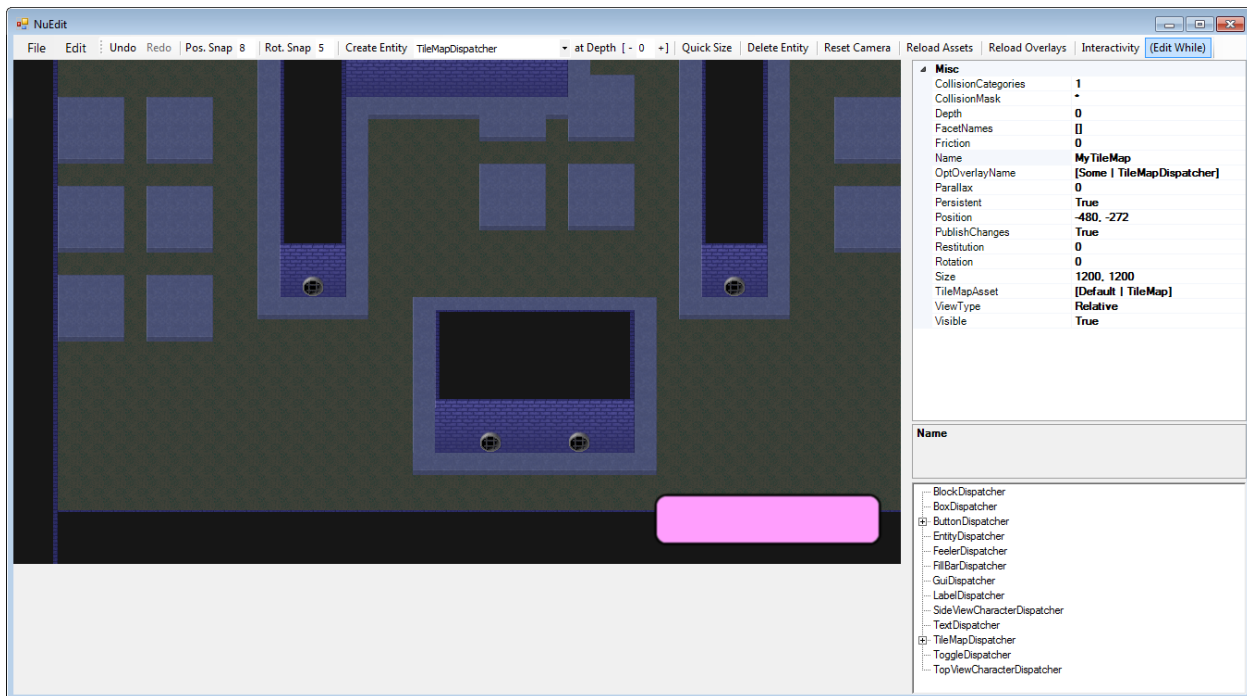 NuEdit
File Edit Undo Redo Pos. Snap 8 Rot. Snap 5 Create Entity TileMapDispatcher at Depth [ - 0 +] Quick Size Delete Entity Reset Camera Reload Assets Reload Overlays Interactivity (Edit While)
Misc
CollisionCategories 1
CollisionMask *
Depth 0
FacetNames []
Friction 0
Name MyTileMap
OptOverlayName [Some | TileMapDispatcher]
Parallax 0
Persistent True
Position -480, -272
PublishChanges True
Restitution 0
Rotation 0
Size 1200, 1200
TileMapAsset [Default | TileMap]
ViewType Relative
Visible True
Name
BlockDispatcher
BoxDispatcher
ButtonDispatcher
EntityDispatcher
FeelerDispatcher
FillBarDispatcher
GuiDispatcher
LabelDispatcher
SideViewCharacterDispatcher
TextDispatcher
TileMapDispatcher
ToggleDispatcher
TopViewCharacterDispatcher